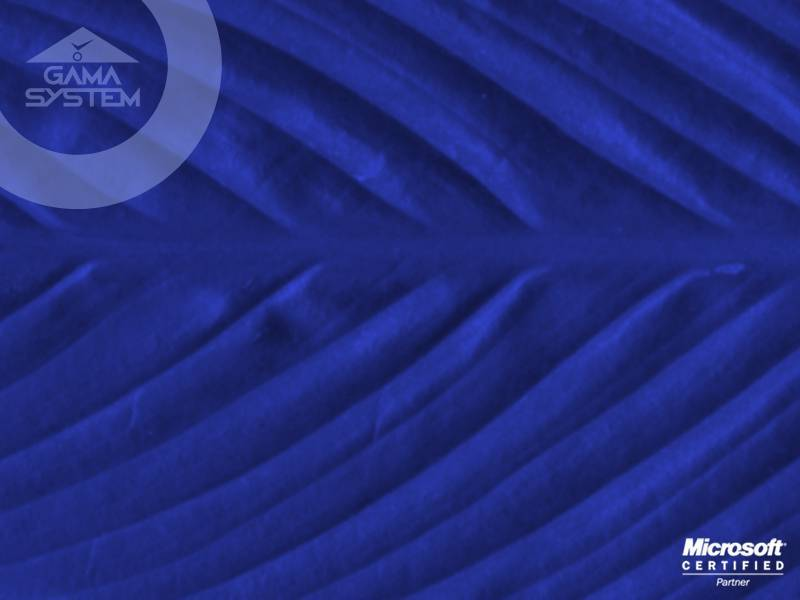 GAMA
SYSTEM
Microsoft®
CERTIFIED
Partner